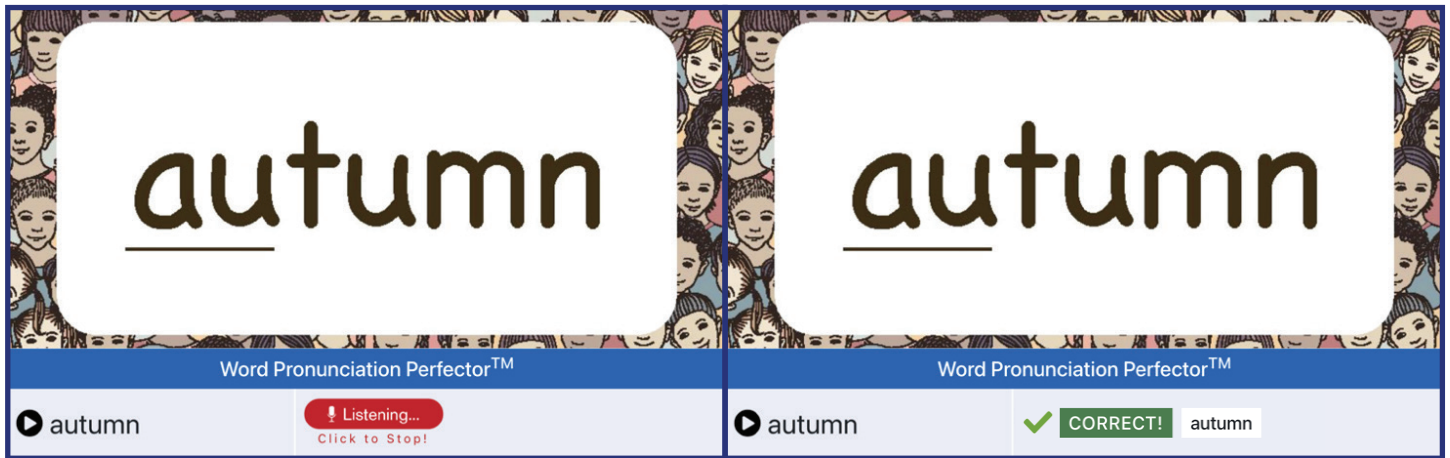 autumn
Word Pronunciation Perfector™
autumn
Listening...
Click to Stop!
autumn
Word Pronunciation Perfector™
autumn
CORRECT!
autumn